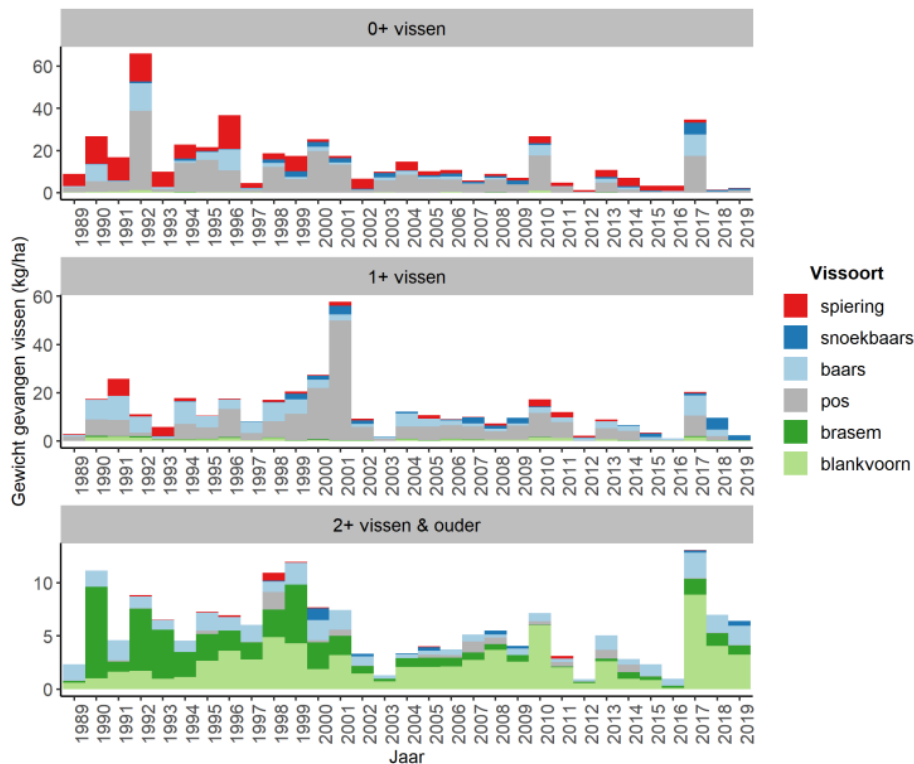 0+ vissen
60
40
20
0
1989 1990 1991 1992 1993 1994 1995 1996 1997 1998 1999 2000 2001 2002 2003 2004 2005 2006 2007 2008 2009 2010 2011 2012 2013 2014 2015 2016 2017 2018 2019
1+ vissen
60
40
20
0
1989 1990 1991 1992 1993 1994 1995 1996 1997 1998 1999 2000 2001 2002 2003 2004 2005 2006 2007 2008 2009 2010 2011 2012 2013 2014 2015 2016 2017 2018 2019
2+ vissen & ouder
10
5
0
1989 1990 1991 1992 1993 1994 1995 1996 1997 1998 1999 2000 2001 2002 2003 2004 2005 2006 2007 2008 2009 2010 2011 2012 2013 2014 2015 2016 2017 2018 2019
Jaar
Gewicht gevangen vissen (kg/ha)
Vissoort
spiering
snoekbaars
baars
pos
brasem
blankvoorn